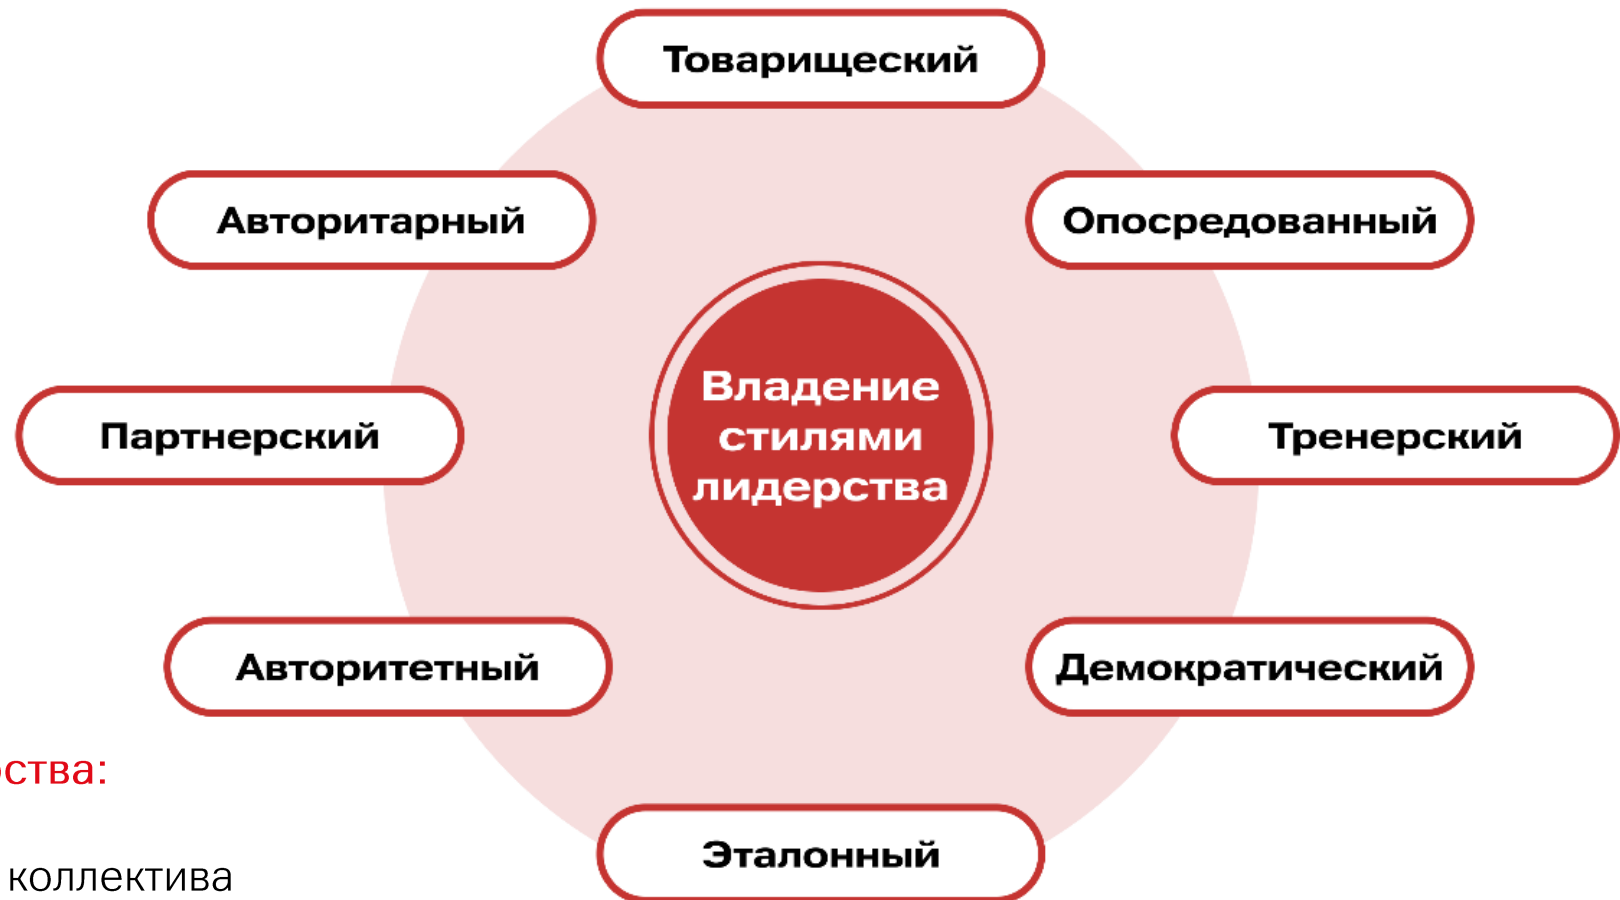 Товарищеский
Авторитарный
Опосредованный
Владение
стилями
лидерства
Партнерский
Тренерский
Авторитетный
Демократический
ства:
Эталонный
коллектива